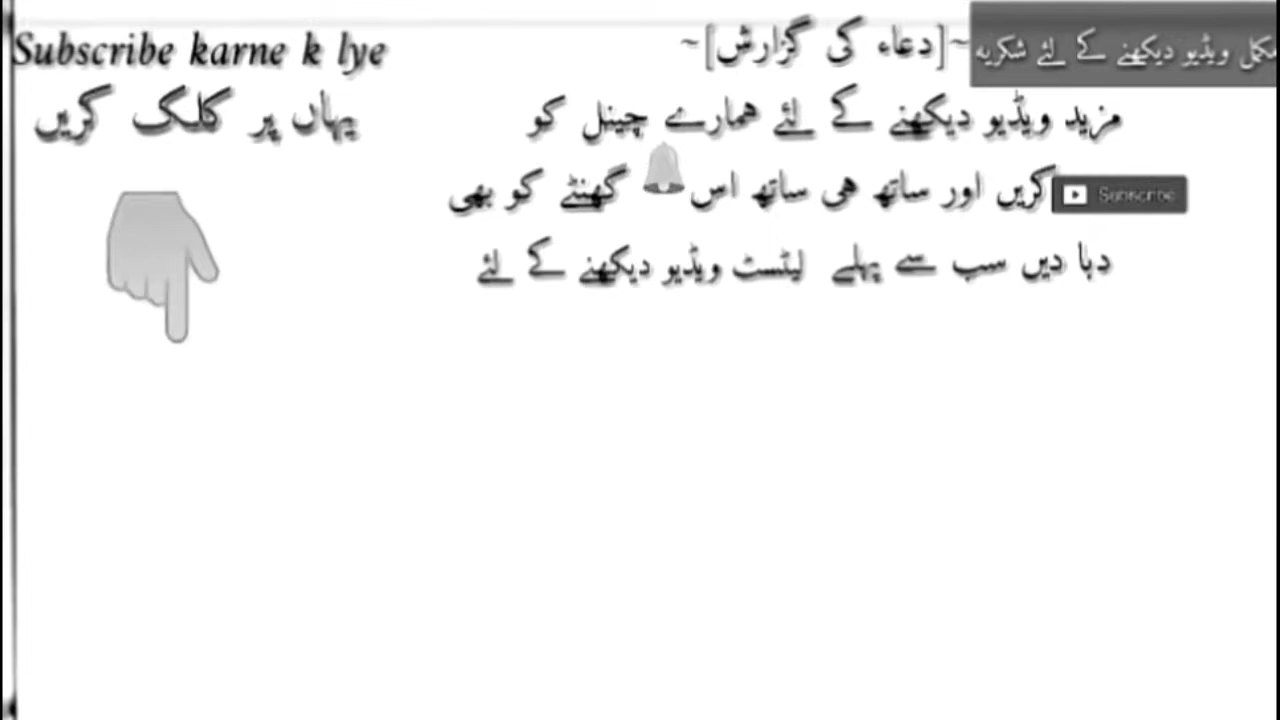 مکمل ویڈیو دیکھنے کے لئے شکریہ
~[دعاء کی گزارش]~
مزید ویڈیو دیکھنے کے لئے ہمارے چینل کو
Subscribe کریں اور ساتھ ہی ساتھ اس گھنٹے کو بھی
دبا دیں سب سے پہلے لیٹسٹ ویڈیو دیکھنے کے لئے
Subscribe karne k lye
یہاں پر کلک کریں